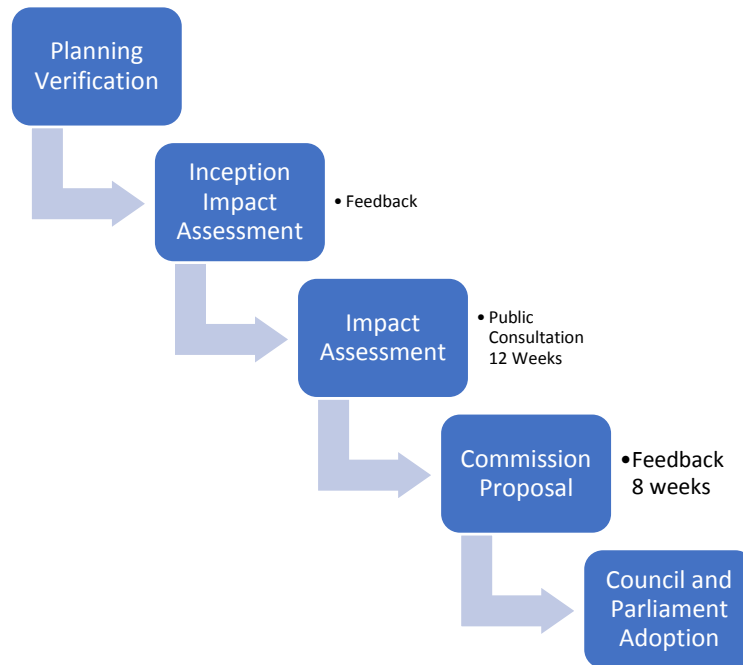 Planning
Verification
Inception
Impact
Assessment
• Feedback
Impact
Assessment
• Public
Consultation
12 Weeks
Commission
Proposal
•Feedback
8 weeks
Council and
Parliament
Adoption